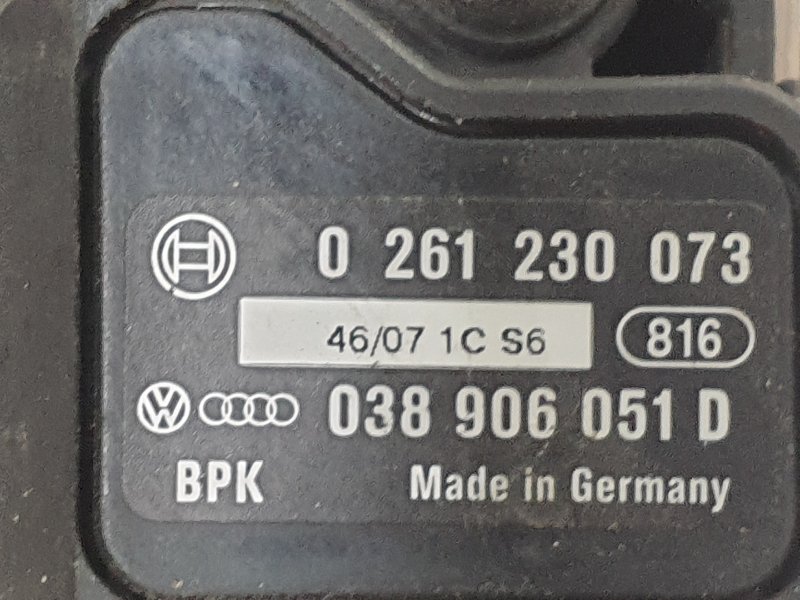 0 261 230 073
46/07 1C S6 816
038 906 051 D
BPK Made in Germany